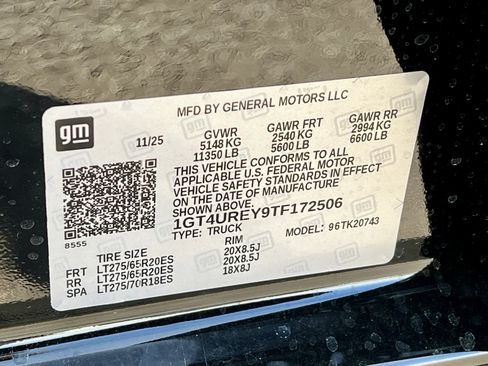 MFD BY GENERAL MOTORS LLC
gm
11/25
GVWR GAWR FRT GAWR RR
5148 KG 2540 KG 2994 KG
11350 LB 5600 LB 6600 LB
THIS VEHICLE CONFORMS TO ALL
APPLICABLE U.S. FEDERAL MOTOR
VEHICLE SAFETY STANDARDS IN EFFECT
ON THE DATE OF MANUFACTURE
SHOWN ABOVE.
1GT4UREY9TF172506
8555
TYPE: TRUCK MODEL: 96TK20743
TIRE SIZE RIM
FRT LT275/65R20ES 20X8.5J
RR LT275/65R20ES 20X8.5J
SPA LT275/70R18ES 18X8J